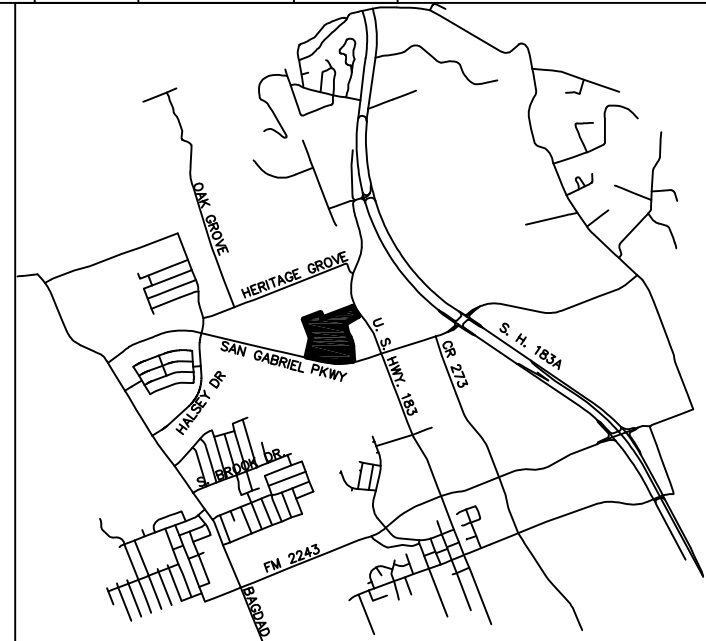 OAK GROVE
HERITAGE GROVE
SAN GABRIEL PKWY
U. S. HWY. 183
CR 273
S. H. 183A
HALSEY DR
S. BROOK DR.
FM 2243
BAGDAD